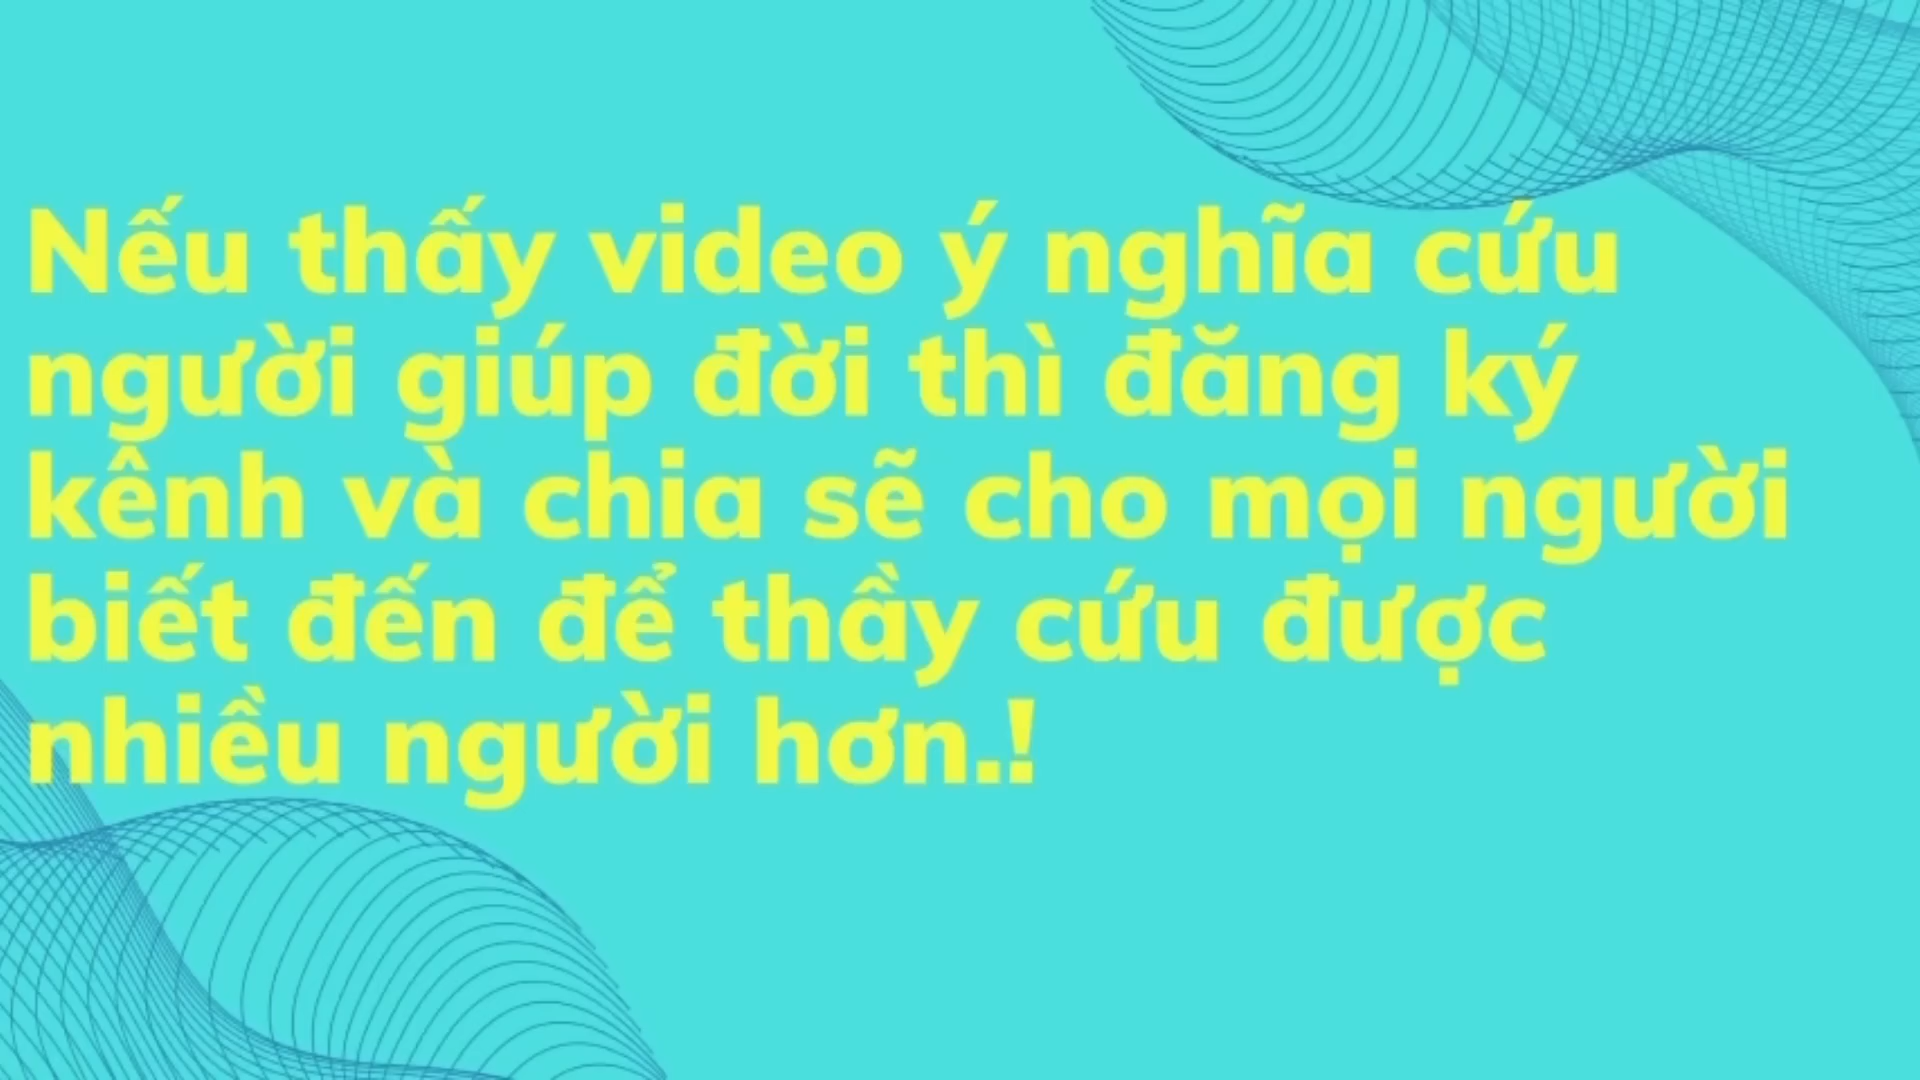 Nếu thấy video ý nghĩa cứu
người giúp đời thì đăng ký
kênh và chia sẽ cho mọi người
biết đến để thầy cứu được
nhiều người hơn.!